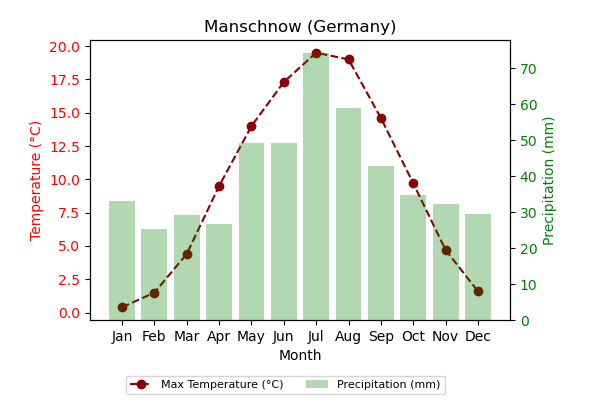 Manschnow (Germany)
20.0
17.5
15.0
12.5
10.0
7.5
5.0
2.5
0.0
Temperature (°C)
70
60
50
40
30
20
10
0
Precipitation (mm)
Jan Feb Mar Apr May Jun Jul Aug Sep Oct Nov Dec
Month
Max Temperature (°C) Precipitation (mm)